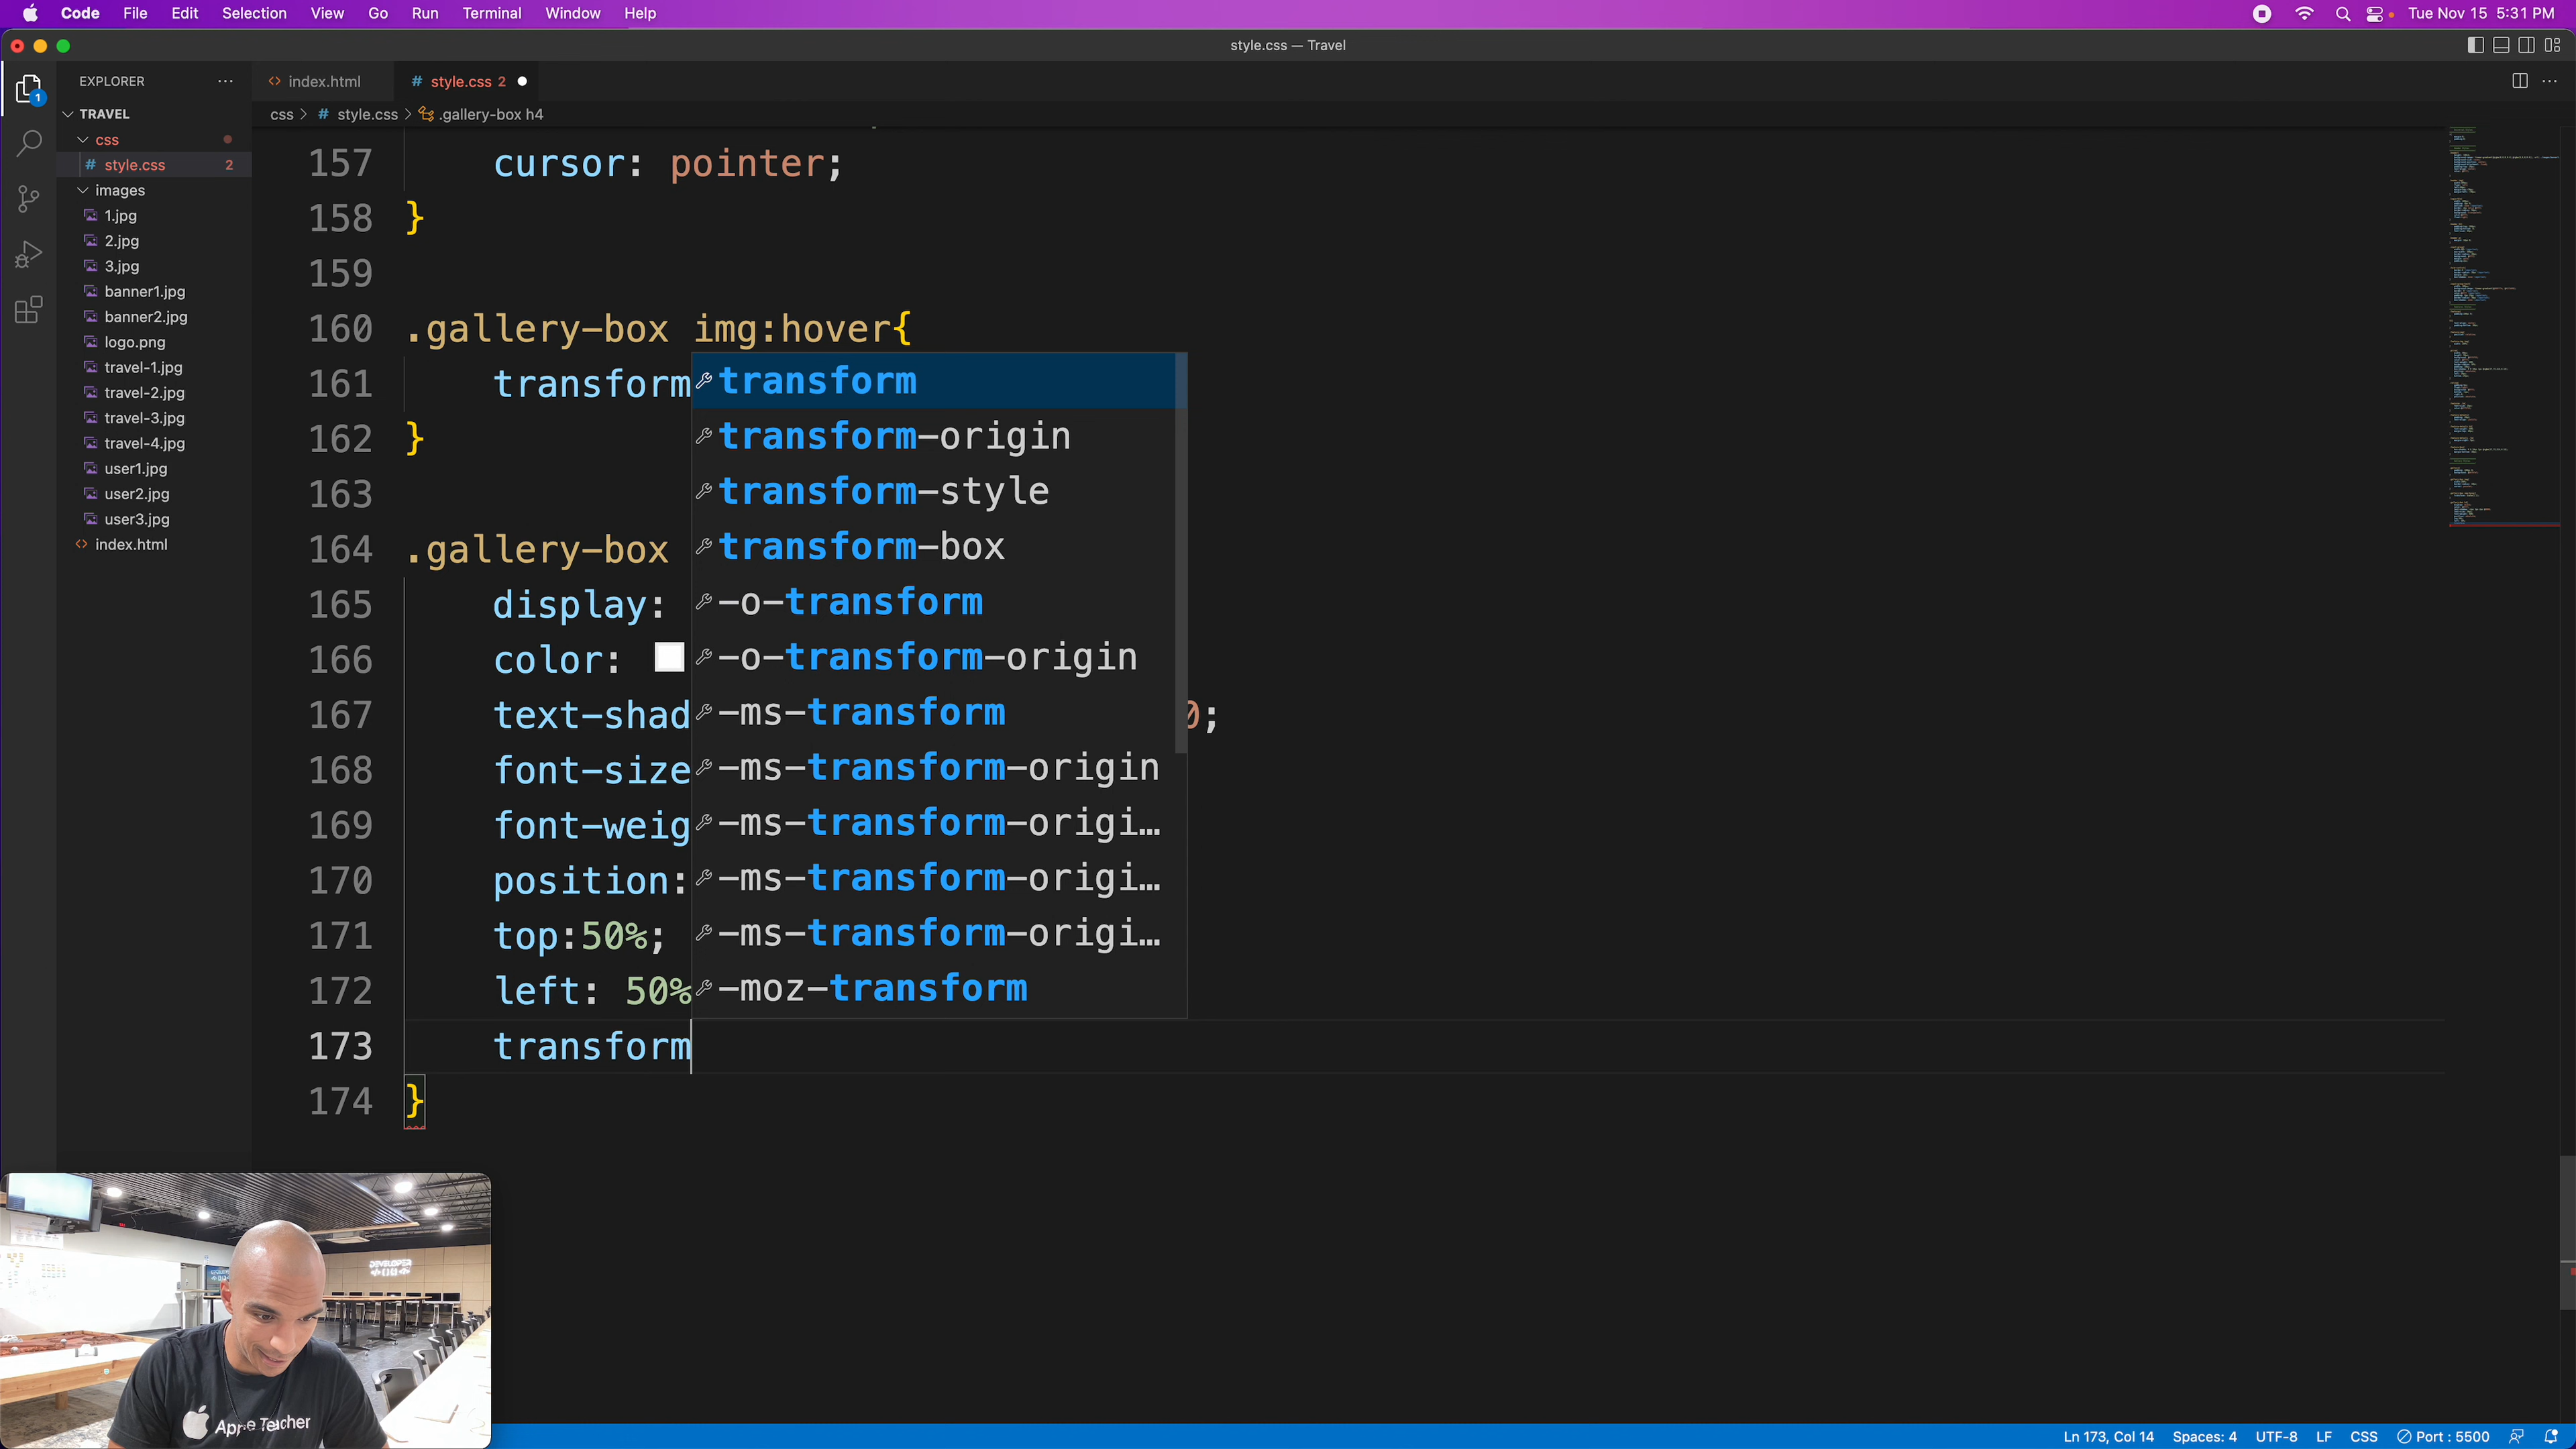 Code File Edit Selection View Go Run Terminal Window Help
Tue Nov 15 5:31 PM
style.css — Travel
EXPLORER
index.html
# style.css 2
css > # style.css > .gallery-box h4
1
TRAVEL
css
# style.css 2
images
1.jpg
2.jpg
3.jpg
banner1.jpg
banner2.jpg
logo.png
travel-1.jpg
travel-2.jpg
travel-3.jpg
travel-4.jpg
user1.jpg
user2.jpg
user3.jpg
index.html
157 cursor: pointer;
158 }
159
160 .gallery-box img:hover{
161 transform
162 }
163
164 .gallery-box
165 display:
166 color:
167 text-shad 0;
168 font-size
169 font-weig
170 position:
171 top:50%;
172 left: 50%
173 transform
174 }
transform
transform-origin
transform-style
transform-box
-o-transform
-o-transform-origin
-ms-transform
-ms-transform-origin
-ms-transform-origi…
-ms-transform-origi…
-ms-transform-origi…
-moz-transform
DEVELOPER
Apple Teacher
Ln 173, Col 14 Spaces: 4 UTF-8 LF CSS Port : 5500